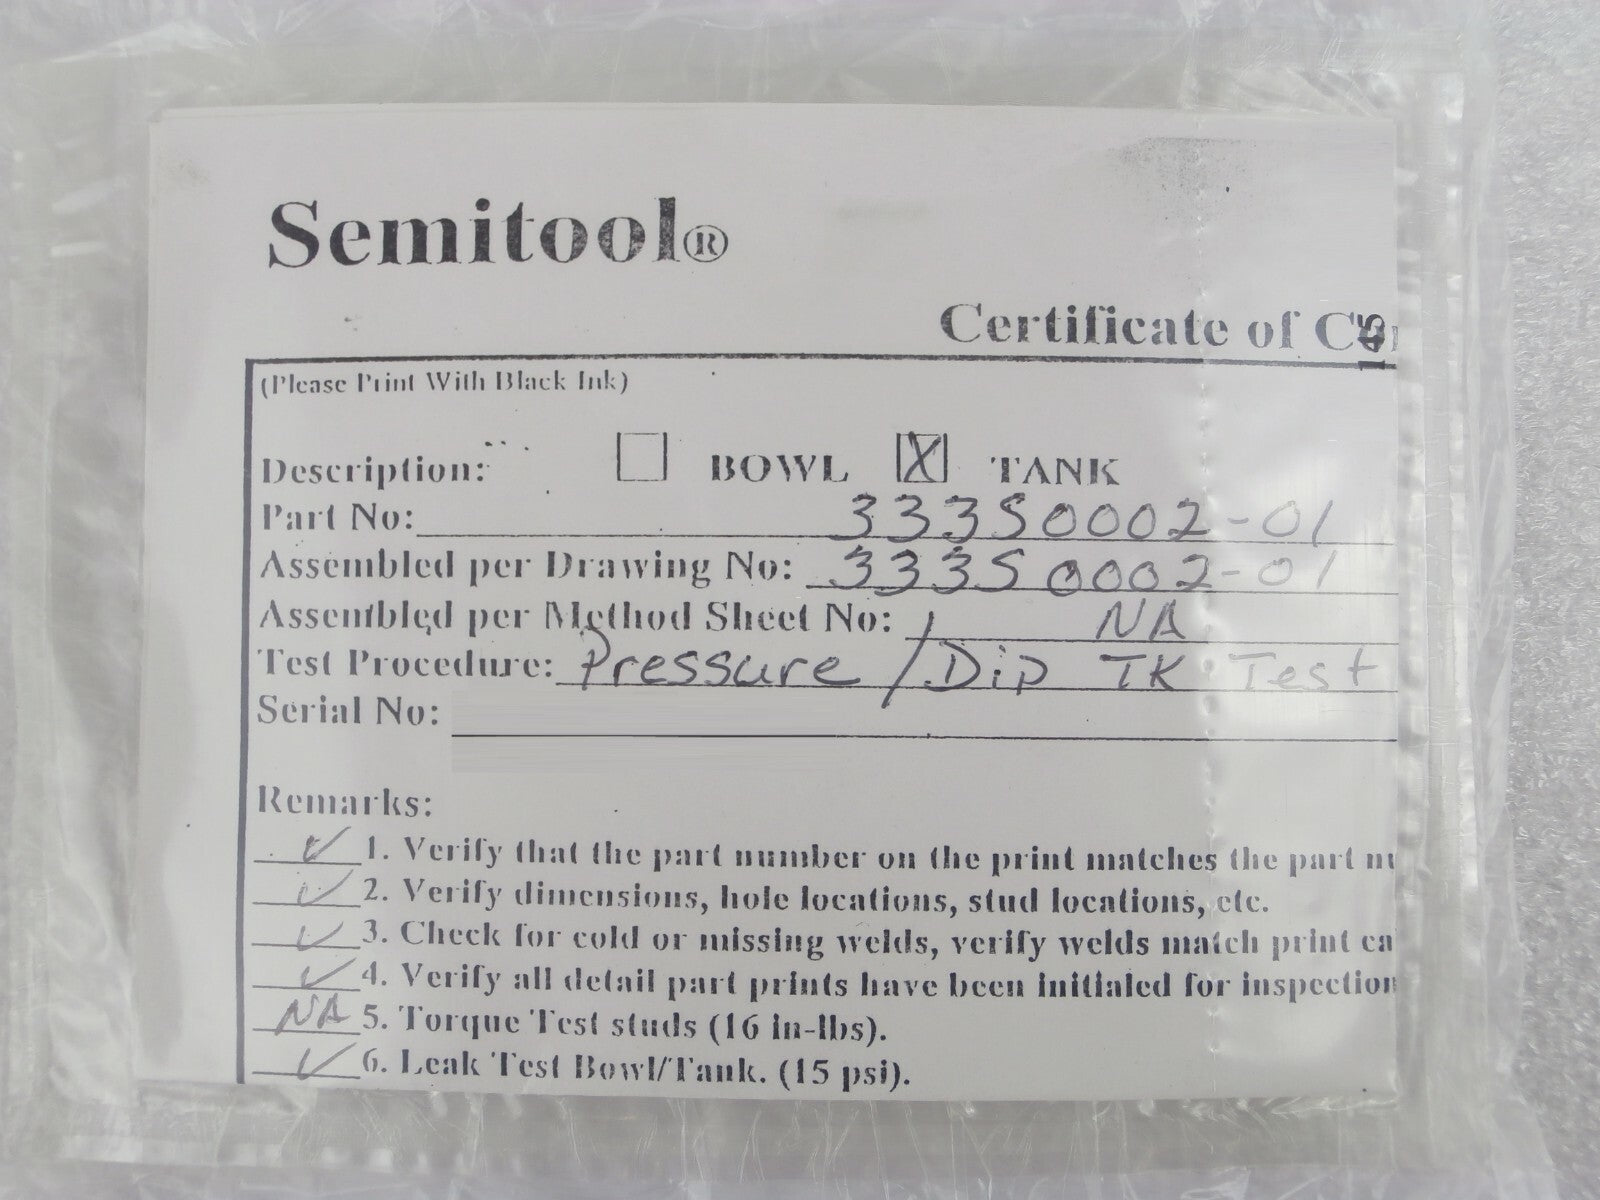 Semitool®
Certificate of Co
145
(Please Print With Black Ink)
Description: BOWL X TANK
Part No: 333S0002-01
Assembled per Drawing No: 333S0002-01
Assembled per Method Sheet No: NA
Test Procedure: Pressure / Dip TK Test
Serial No:
Remarks:
✓ 1. Verify that the part number on the print matches the part nu
✓ 2. Verify dimensions, hole locations, stud locations, etc.
✓ 3. Check for cold or missing welds, verify welds match print ca
✓ 4. Verify all detail part prints have been initialed for inspection
NA 5. Torque Test studs (16 in-lbs).
✓ 6. Leak Test Bowl/Tank. (15 psi).